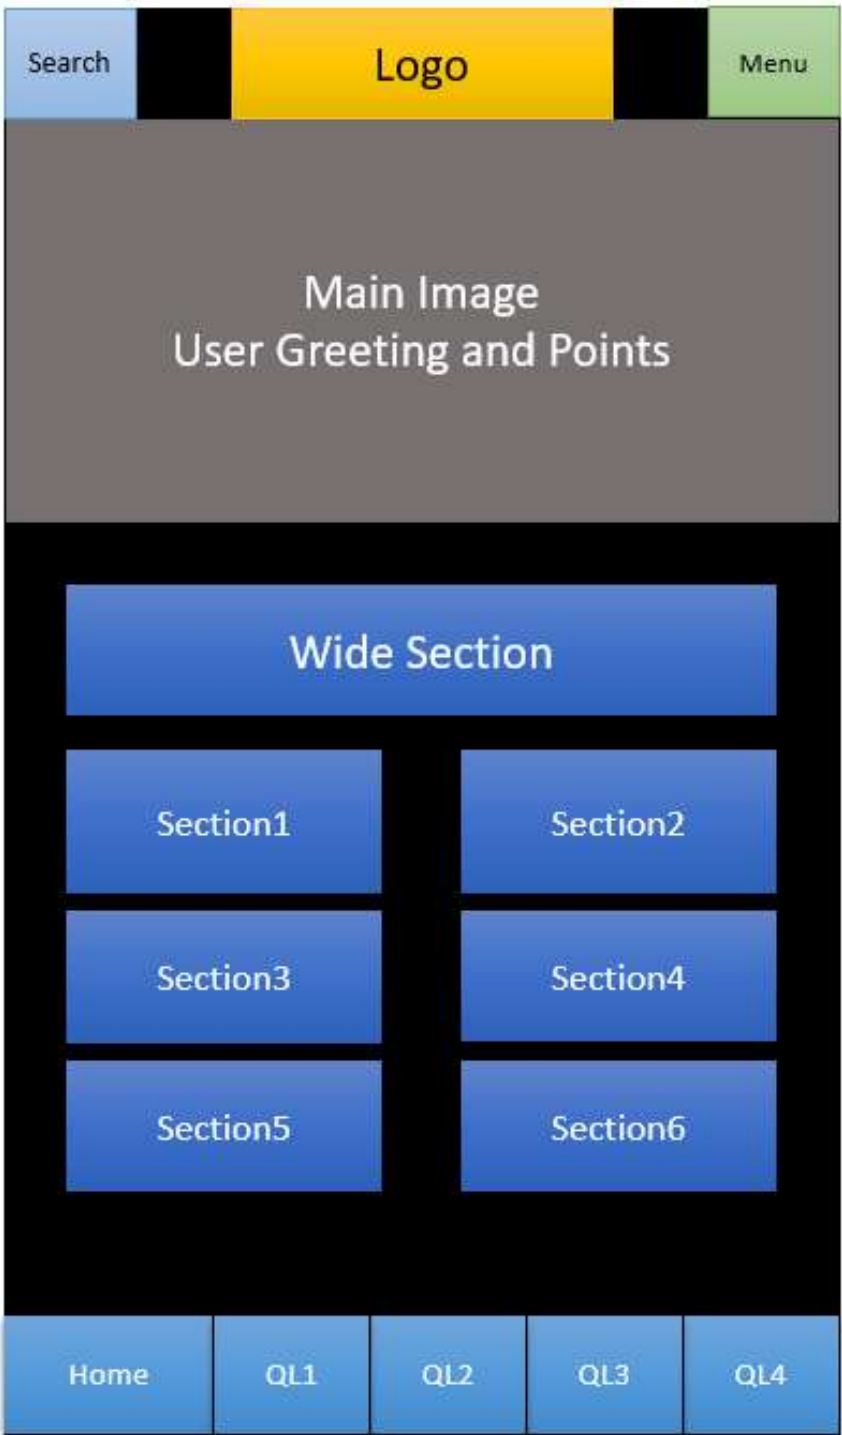 Search
Logo
Menu
Main Image
User Greeting and Points
Wide Section
Section1
Section2
Section3
Section4
Section5
Section6
Home
QL1
QL2
QL3
QL4